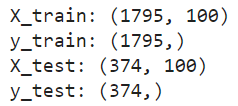 X_train: (1795, 100)
y_train: (1795,)
X_test: (374, 100)
y_test: (374,)